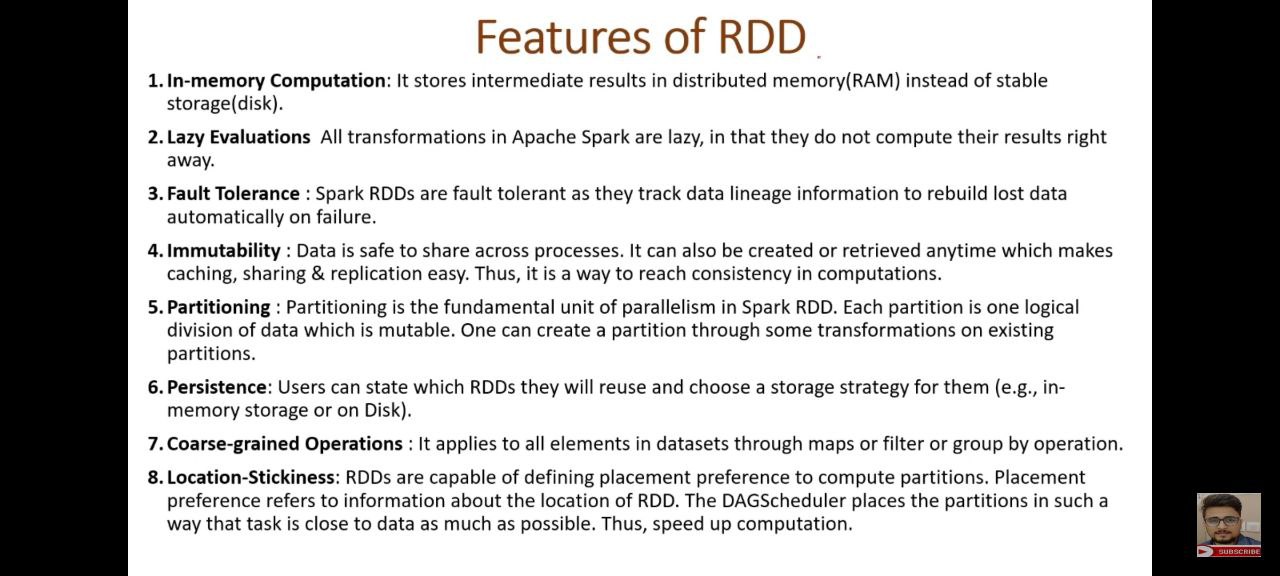 Features of RDD
1. In-memory Computation: It stores intermediate results in distributed memory(RAM) instead of stable
storage(disk).
2. Lazy Evaluations All transformations in Apache Spark are lazy, in that they do not compute their results right
away.
3. Fault Tolerance : Spark RDDs are fault tolerant as they track data lineage information to rebuild lost data
automatically on failure.
4. Immutability : Data is safe to share across processes. It can also be created or retrieved anytime which makes
caching, sharing & replication easy. Thus, it is a way to reach consistency in computations.
5. Partitioning : Partitioning is the fundamental unit of parallelism in Spark RDD. Each partition is one logical
division of data which is mutable. One can create a partition through some transformations on existing
partitions.
6. Persistence: Users can state which RDDs they will reuse and choose a storage strategy for them (e.g., in-
memory storage or on Disk).
7. Coarse-grained Operations : It applies to all elements in datasets through maps or filter or group by operation.
8. Location-Stickiness: RDDs are capable of defining placement preference to compute partitions. Placement
preference refers to information about the location of RDD. The DAGScheduler places the partitions in such a
way that task is close to data as much as possible. Thus, speed up computation.
SUBSCRIBE